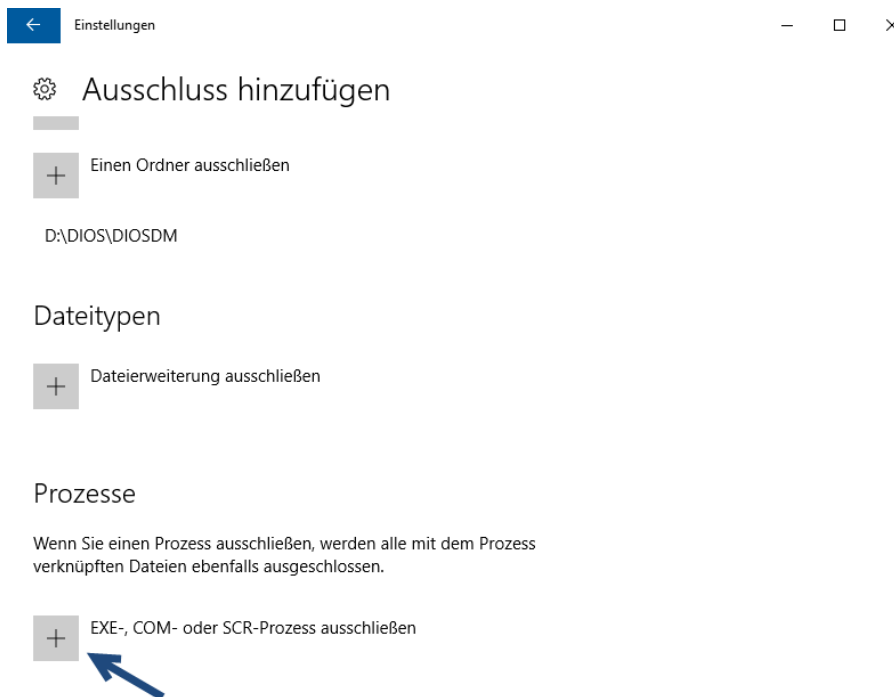 Einstellungen
Ausschluss hinzufügen
Einen Ordner ausschließen
D:\DIOS\DIOSDM
Dateitypen
Dateierweiterung ausschließen
Prozesse
Wenn Sie einen Prozess ausschließen, werden alle mit dem Prozess
verknüpften Dateien ebenfalls ausgeschlossen.
EXE-, COM- oder SCR-Prozess ausschließen